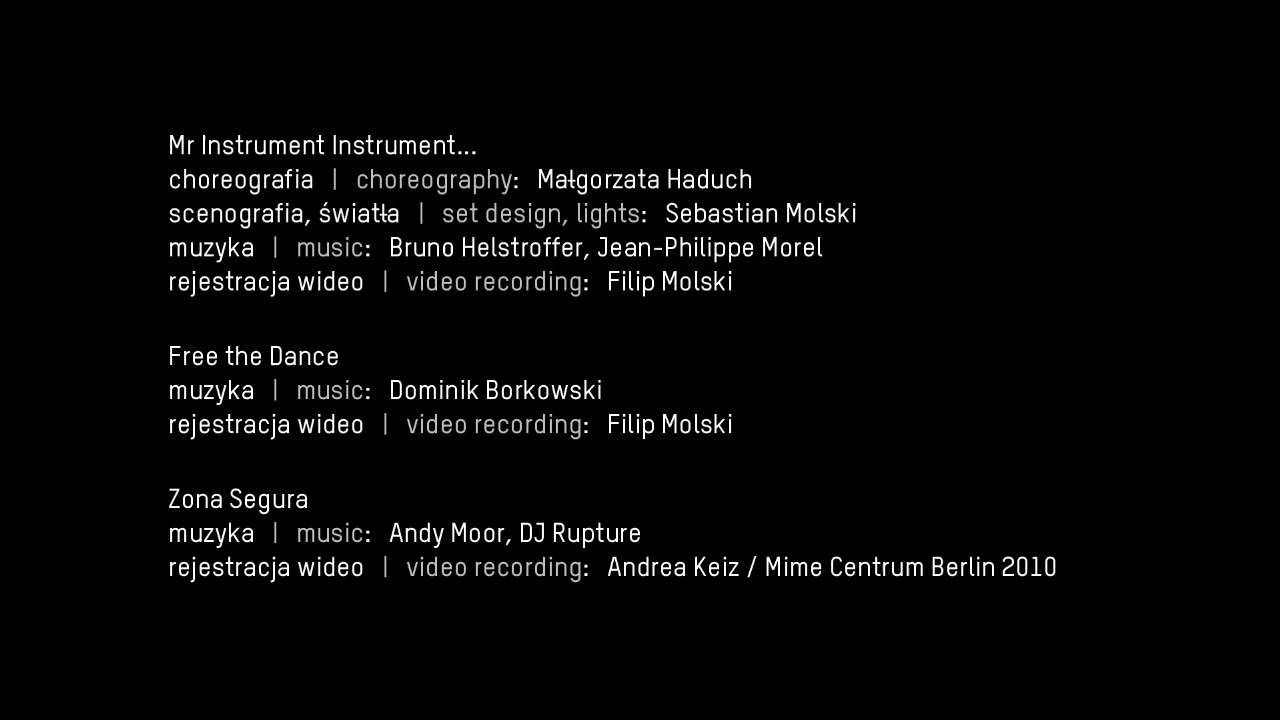 Mr Instrument Instrument...
choreografia | choreography: Małgorzata Haduch
scenografia, światła | set design, lights: Sebastian Molski
muzyka | music: Bruno Helstroffer, Jean-Philippe Morel
rejestracja wideo | video recording: Filip Molski
Free the Dance
muzyka | music: Dominik Borkowski
rejestracja wideo | video recording: Filip Molski
Zona Segura
muzyka | music: Andy Moor, DJ Rupture
rejestracja wideo | video recording: Andrea Keiz / Mime Centrum Berlin 2010